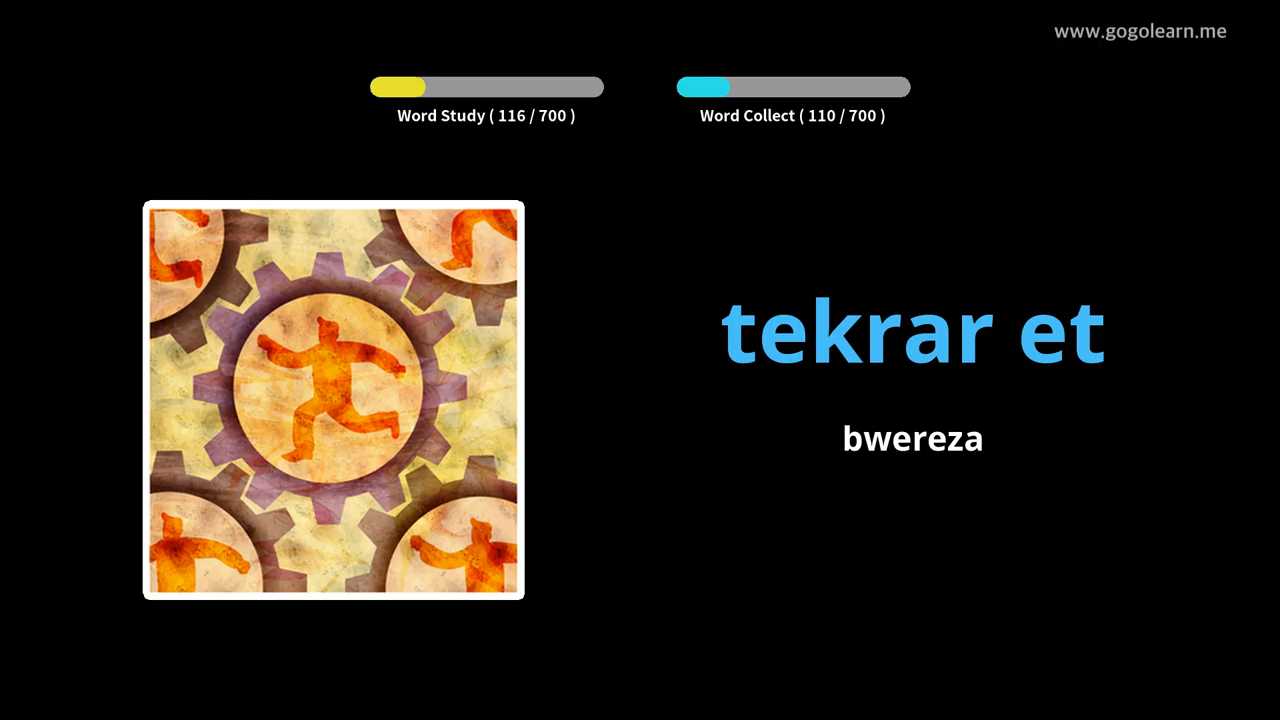 www.gogolearn.me
Word Study ( 116 / 700 )
Word Collect ( 110 / 700 )
tekrar et
bwereza